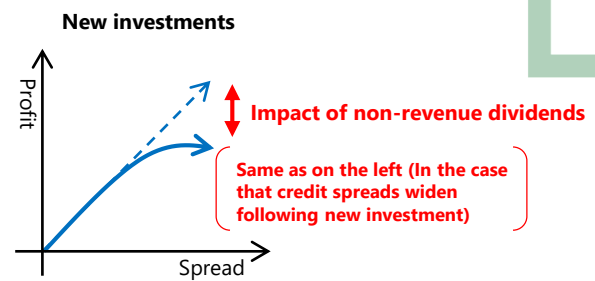 New investments
Profit
Impact of non-revenue dividends
Same as on the left (In the case
that credit spreads widen
following new investment)
Spread